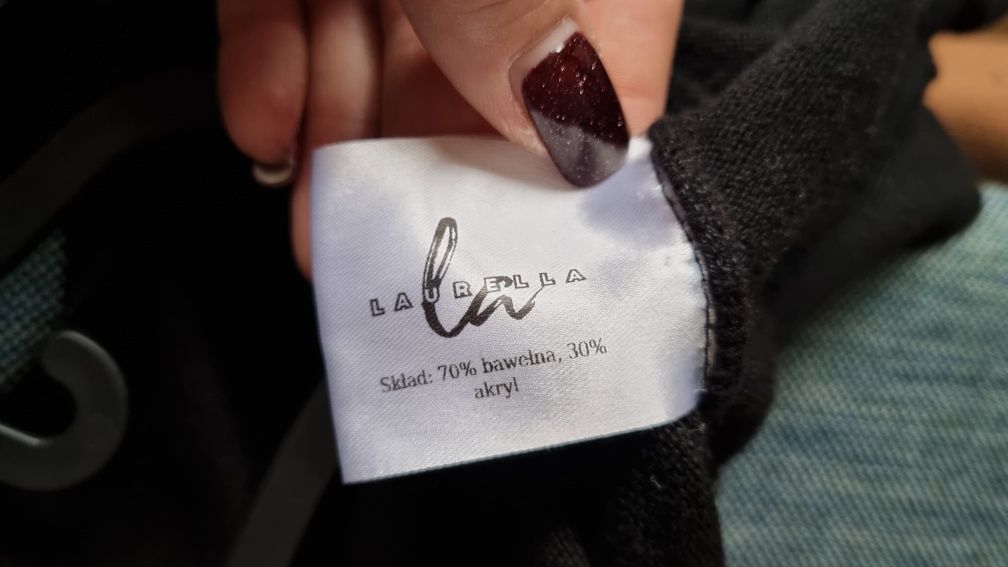 LAURELLA
la
Skład: 70% bawełna, 30%
akryl